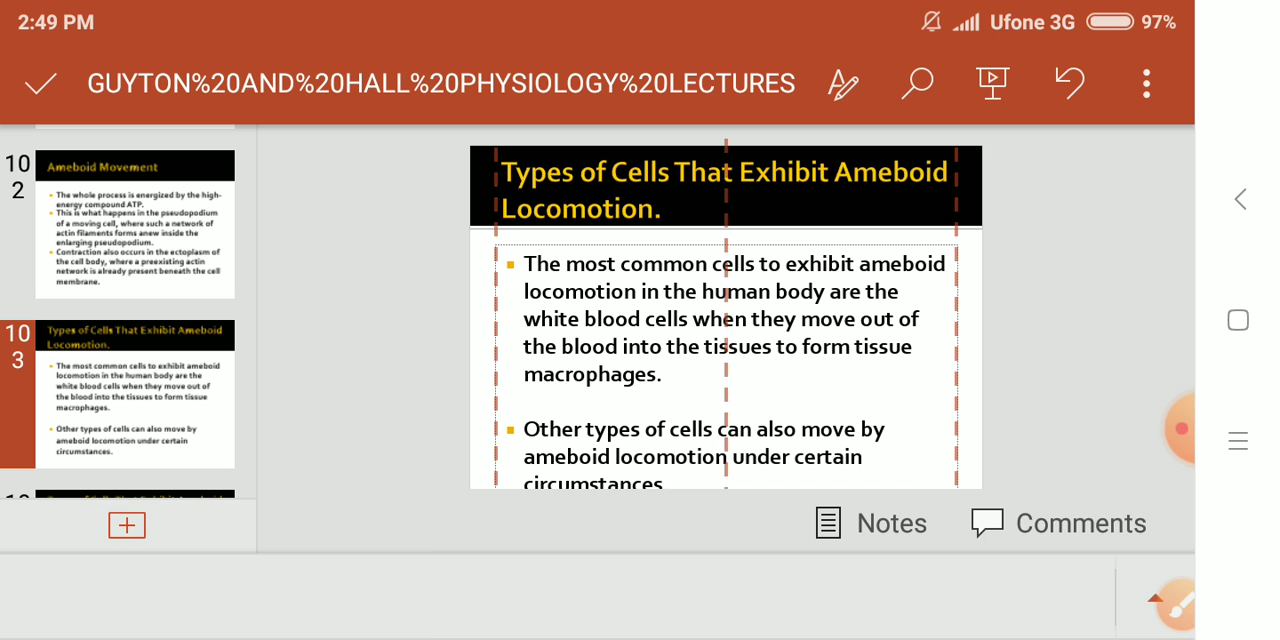 2:49 PM
Ufone 3G 97%
GUYTON%20AND%20HALL%20PHYSIOLOGY%20LECTURES
10
2
Ameboid Movement
The whole process is energized by the high-
energy compound ATP.
This is what happens in the pseudopodium
of a moving cell, where such a network of
actin filaments forms anew inside the
enlarging pseudopodium.
Contraction also occurs in the ectoplasm of
the cell body, where a preexisting actin
network is already present beneath the cell
membrane.
10
3
Types of Cells That Exhibit Ameboid
Locomotion.
The most common cells to exhibit ameboid
locomotion in the human body are the
white blood cells when they move out of
the blood into the tissues to form tissue
macrophages.
Other types of cells can also move by
ameboid locomotion under certain
circumstances.
Types of Cells That Exhibit Ameboid
Locomotion.
The most common cells to exhibit ameboid
locomotion in the human body are the
white blood cells when they move out of
the blood into the tissues to form tissue
macrophages.
Other types of cells can also move by
ameboid locomotion under certain
circumstances
Notes
Comments